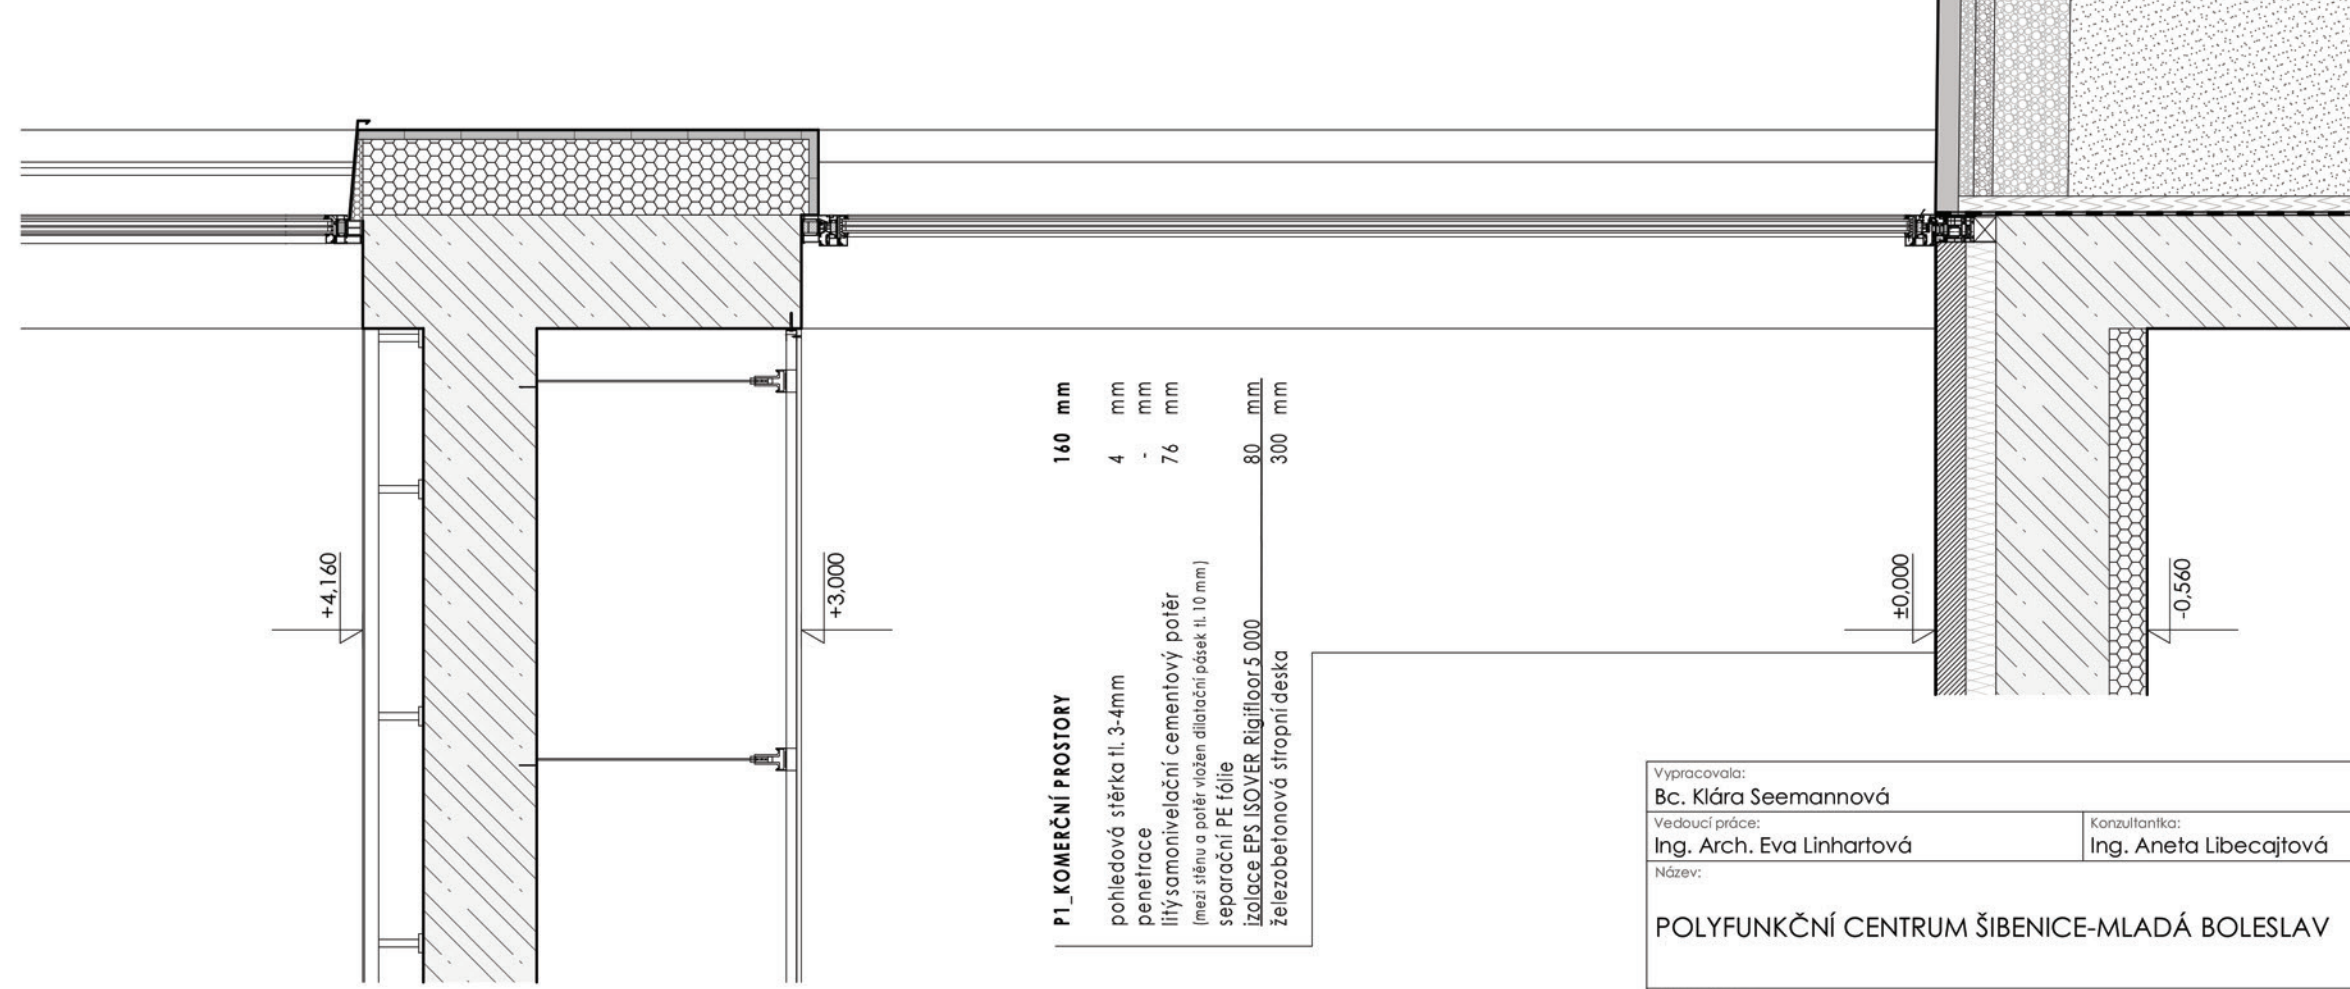 +4,160
+3,000
P1_KOMERČNÍ PROSTORY 160 mm
pohledová stěrka tl. 3-4mm 4 mm
penetrace - mm
litý samonivelační cementový potěr 76 mm
(mezi stěnu a potěr vložen dilatační pásek tl. 10 mm)
separační PE fólie
izolace EPS ISOVER Rigifloor 5 000 80 mm
železobetonová stropní deska 300 mm
±0,000
-0,560
Vypracovala:
Bc. Klára Seemannová
Vedoucí práce:
Ing. Arch. Eva Linhartová
Konzultantka:
Ing. Aneta Libecajtová
Název:
POLYFUNKČNÍ CENTRUM ŠIBENICE-MLADÁ BOLESLAV